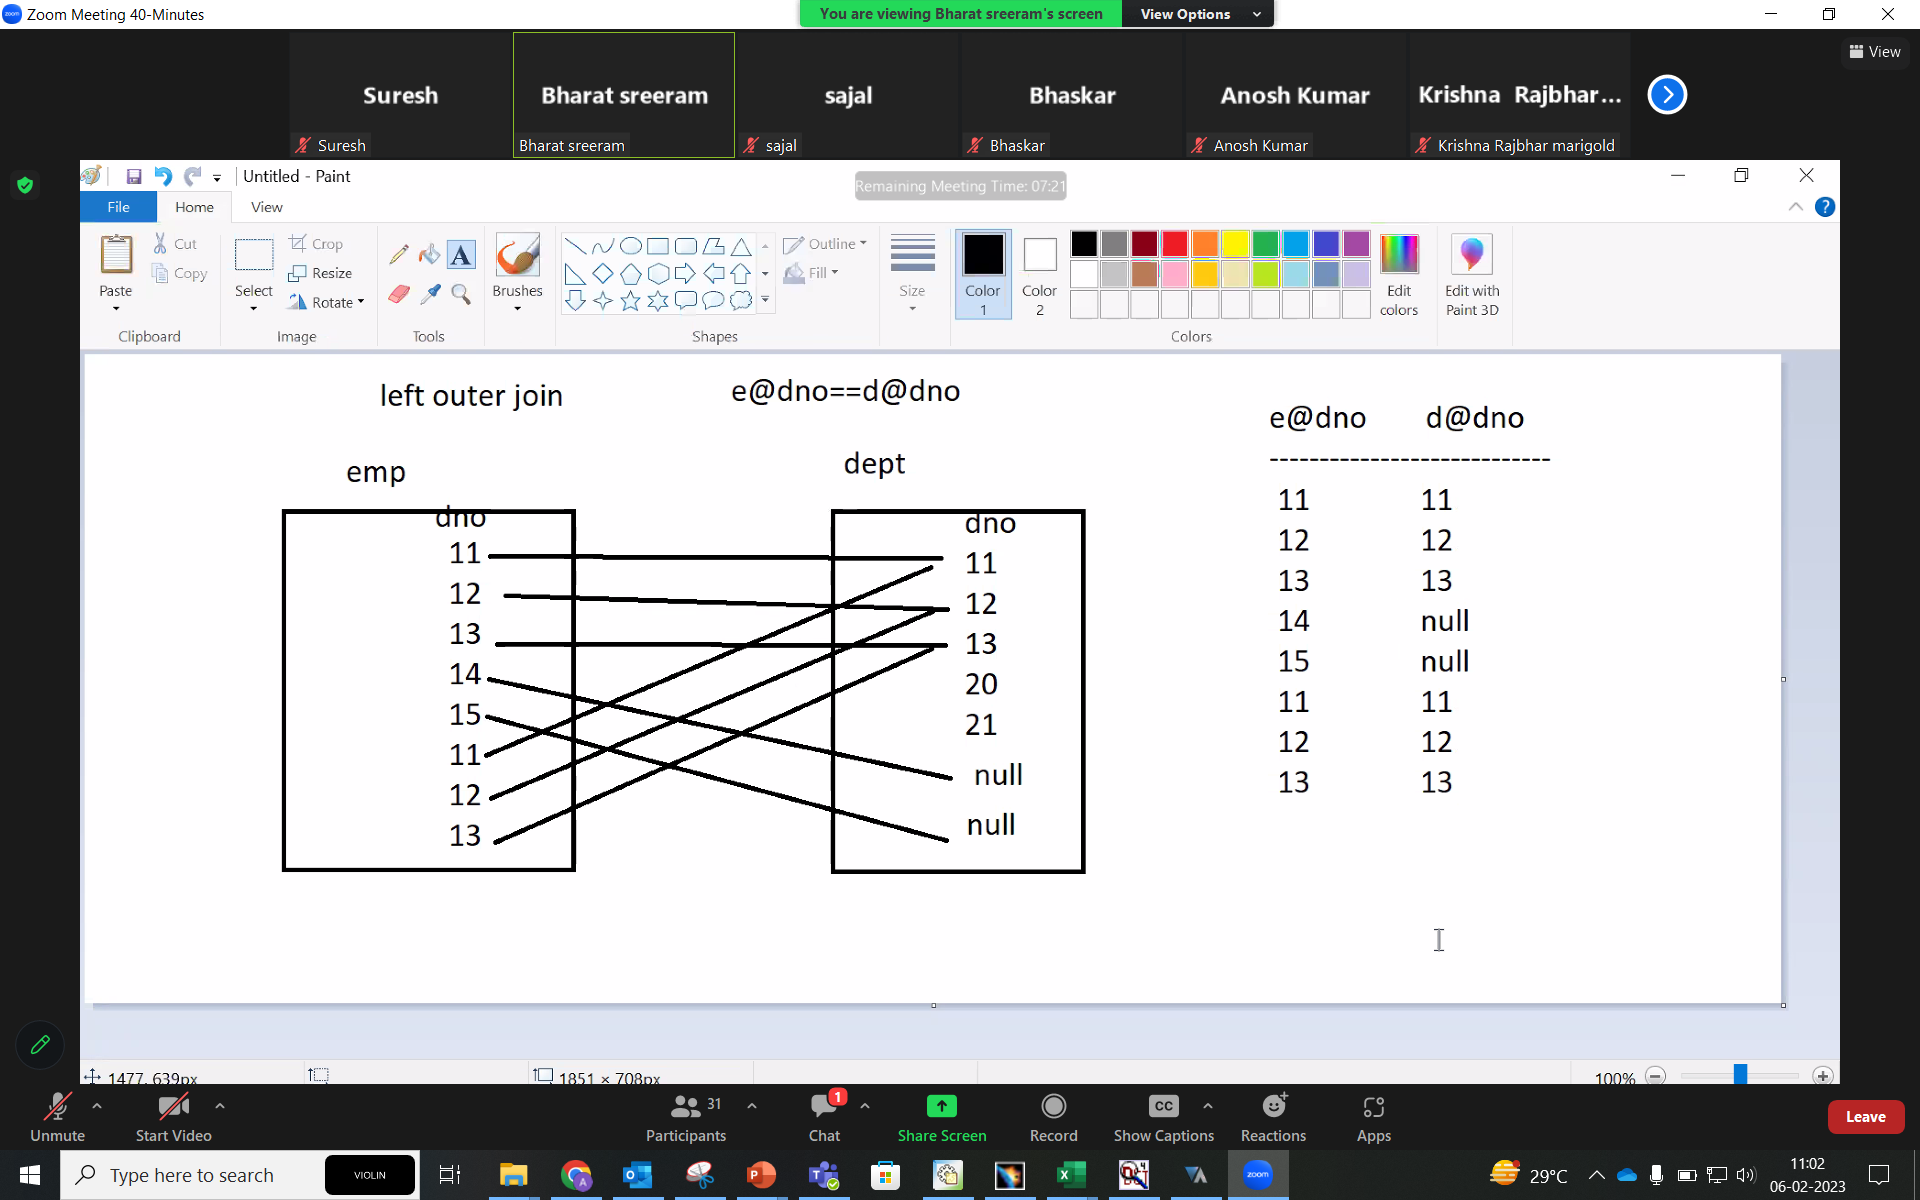 Zoom Meeting 40-Minutes
You are viewing Bharat sreeram's screen
View Options
View
Suresh
Bharat sreeram
sajal
Bhaskar
Anosh Kumar
Krishna Rajbhar...
Suresh
Bharat sreeram
sajal
Bhaskar
Anosh Kumar
Krishna Rajbhar marigold
Untitled - Paint
Remaining Meeting Time: 07:21
File
Home
View
Paste
Cut
Copy
Clipboard
Select
Crop
Resize
Rotate
Image
A
Tools
Brushes
Shapes
Outline
Fill
Size
Color 1
Color 2
Colors
Edit colors
Edit with Paint 3D
left outer join
e@dno==d@dno
emp
dept
dno
11
12
13
14
15
11
12
13
dno
11
12
13
20
21
null
null
e@dno d@dno
----------------------------
11 11
12 12
13 13
14 null
15 null
11 11
12 12
13 13
1477, 639px
1851 × 708px
100%
Unmute
Start Video
31
Participants
1
Chat
Share Screen
Record
CC
Show Captions
Reactions
Apps
Leave
Type here to search
VIOLIN
zoom
29°C
11:02
06-02-2023